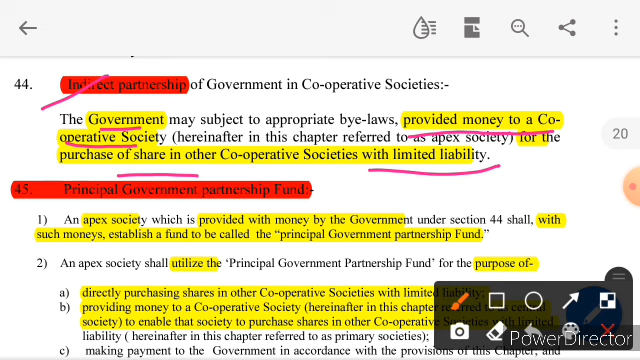 44. Indirect partnership of Government in Co-operative Societies:-
The Government may subject to appropriate bye-laws, provided money to a Co-
operative Society (hereinafter in this chapter referred to as apex society) for the
purchase of share in other Co-operative Societies with limited liability.
20
45. Principal Government partnership Fund:-
1) An apex society which is provided with money by the Government under section 44 shall, with
such moneys, establish a fund to be called the “principal Government partnership Fund.”
2) An apex society shall utilize the ‘Principal Government Partnership Fund’ for the purpose of-
a) directly purchasing shares in other Co-operative Societies with limited liability;
b) providing money to a Co-operative Society (hereinafter in this chapter referred to as central
society) to enable that society to purchase shares in other Co-operative Societies with limited
liability ( hereinafter in this chapter referred to as primary societies);
c) making payment to the Government in accordance with the provisions of this Chapter, and
PowerDirector